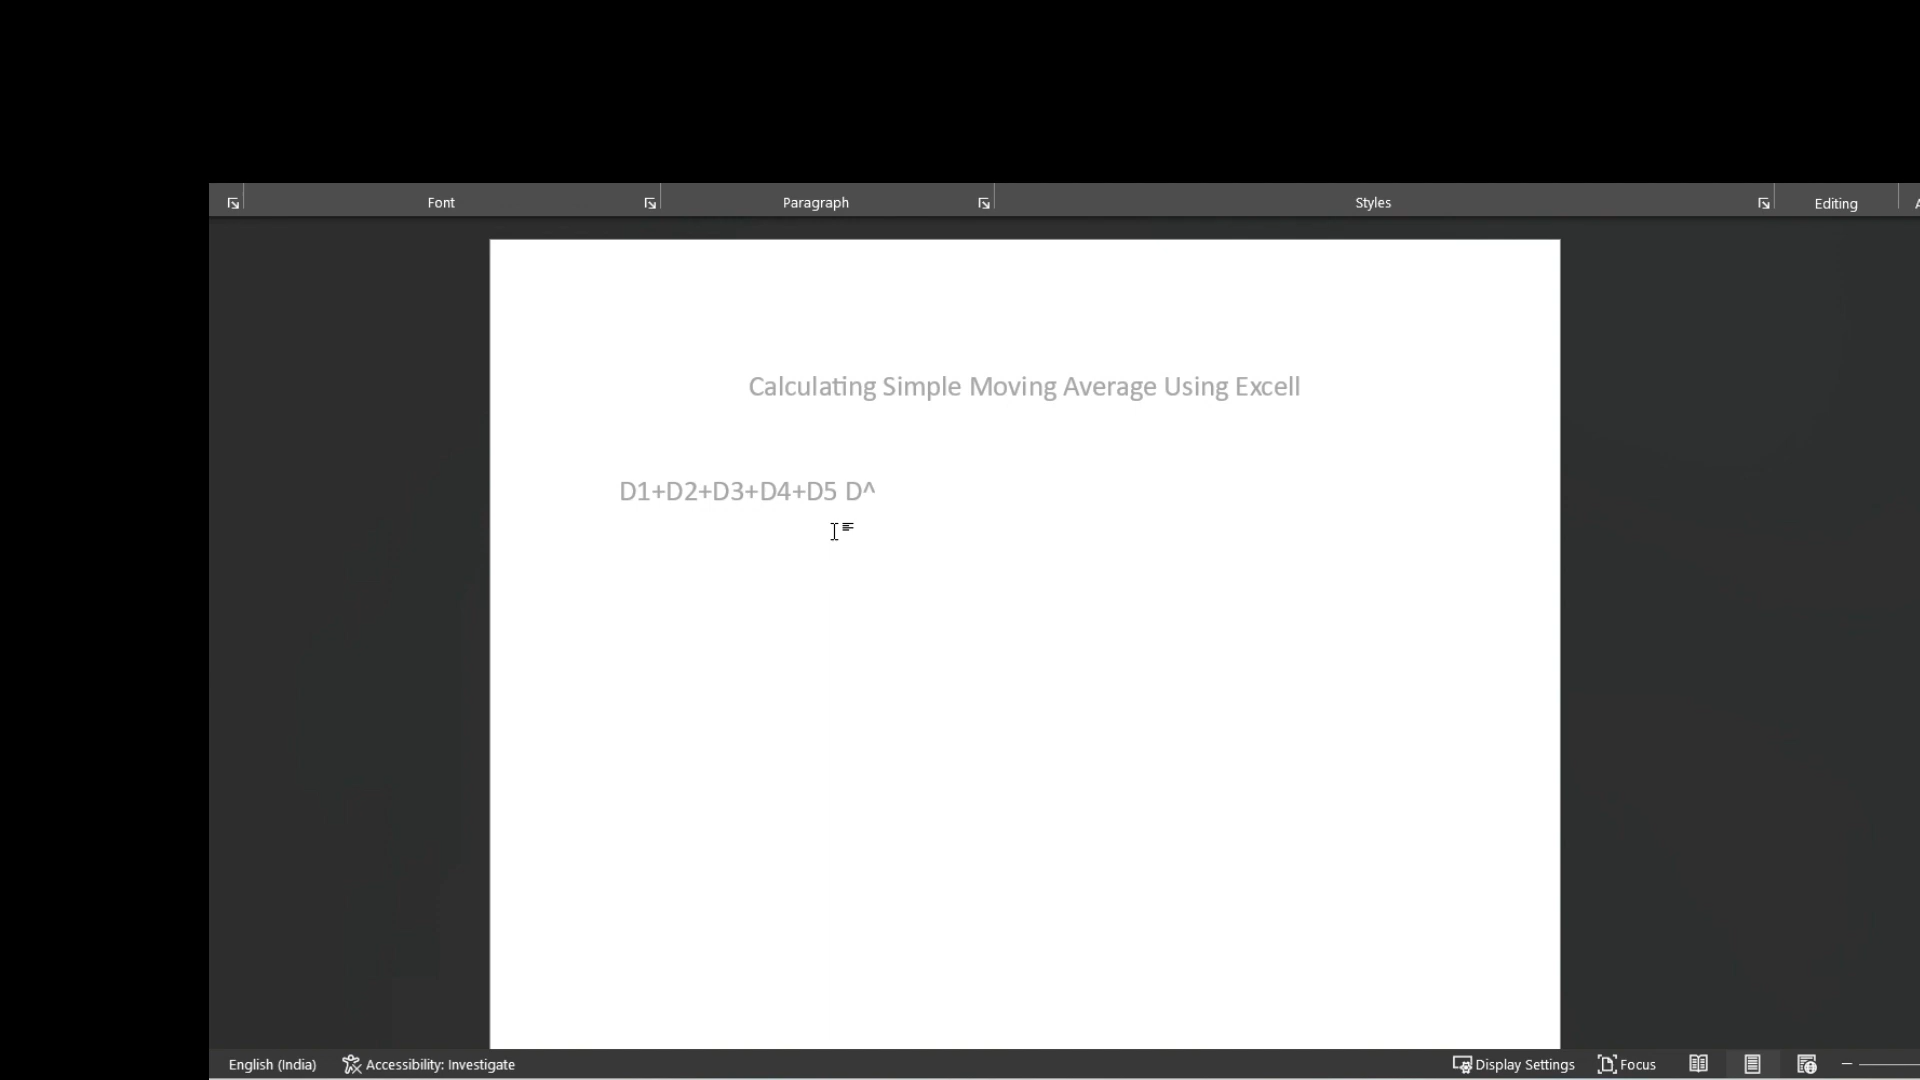 Font Paragraph Styles Editing
Calculating Simple Moving Average Using Excell
D1+D2+D3+D4+D5 D^
English (India) Accessibility: Investigate Display Settings Focus